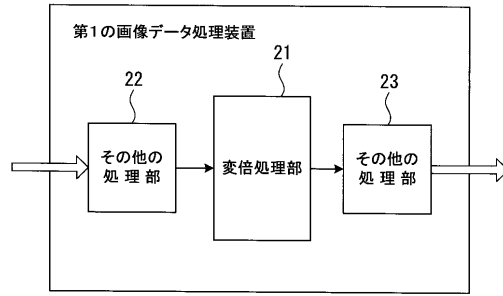 第1の画像データ処理装置
22
21
23
その他の
処理部
変倍処理部
その他の
処理部